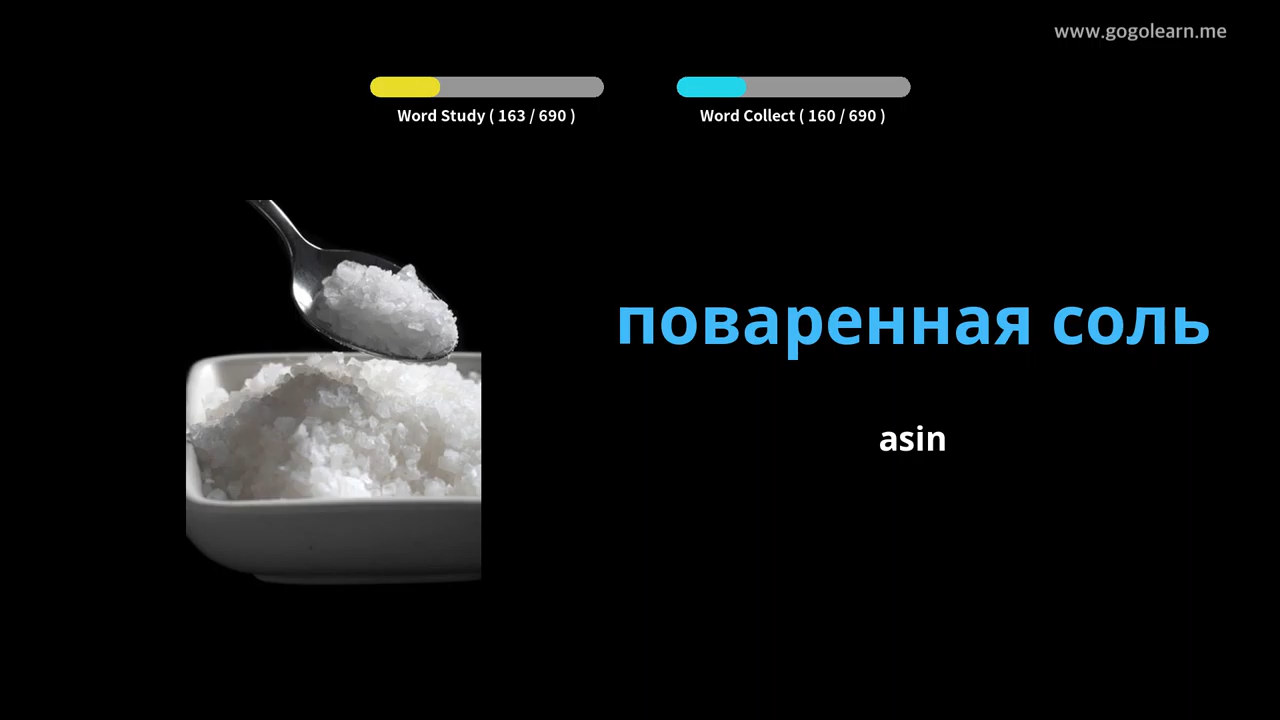 www.gogolearn.me
Word Study ( 163 / 690 )
Word Collect ( 160 / 690 )
поваренная соль
asin